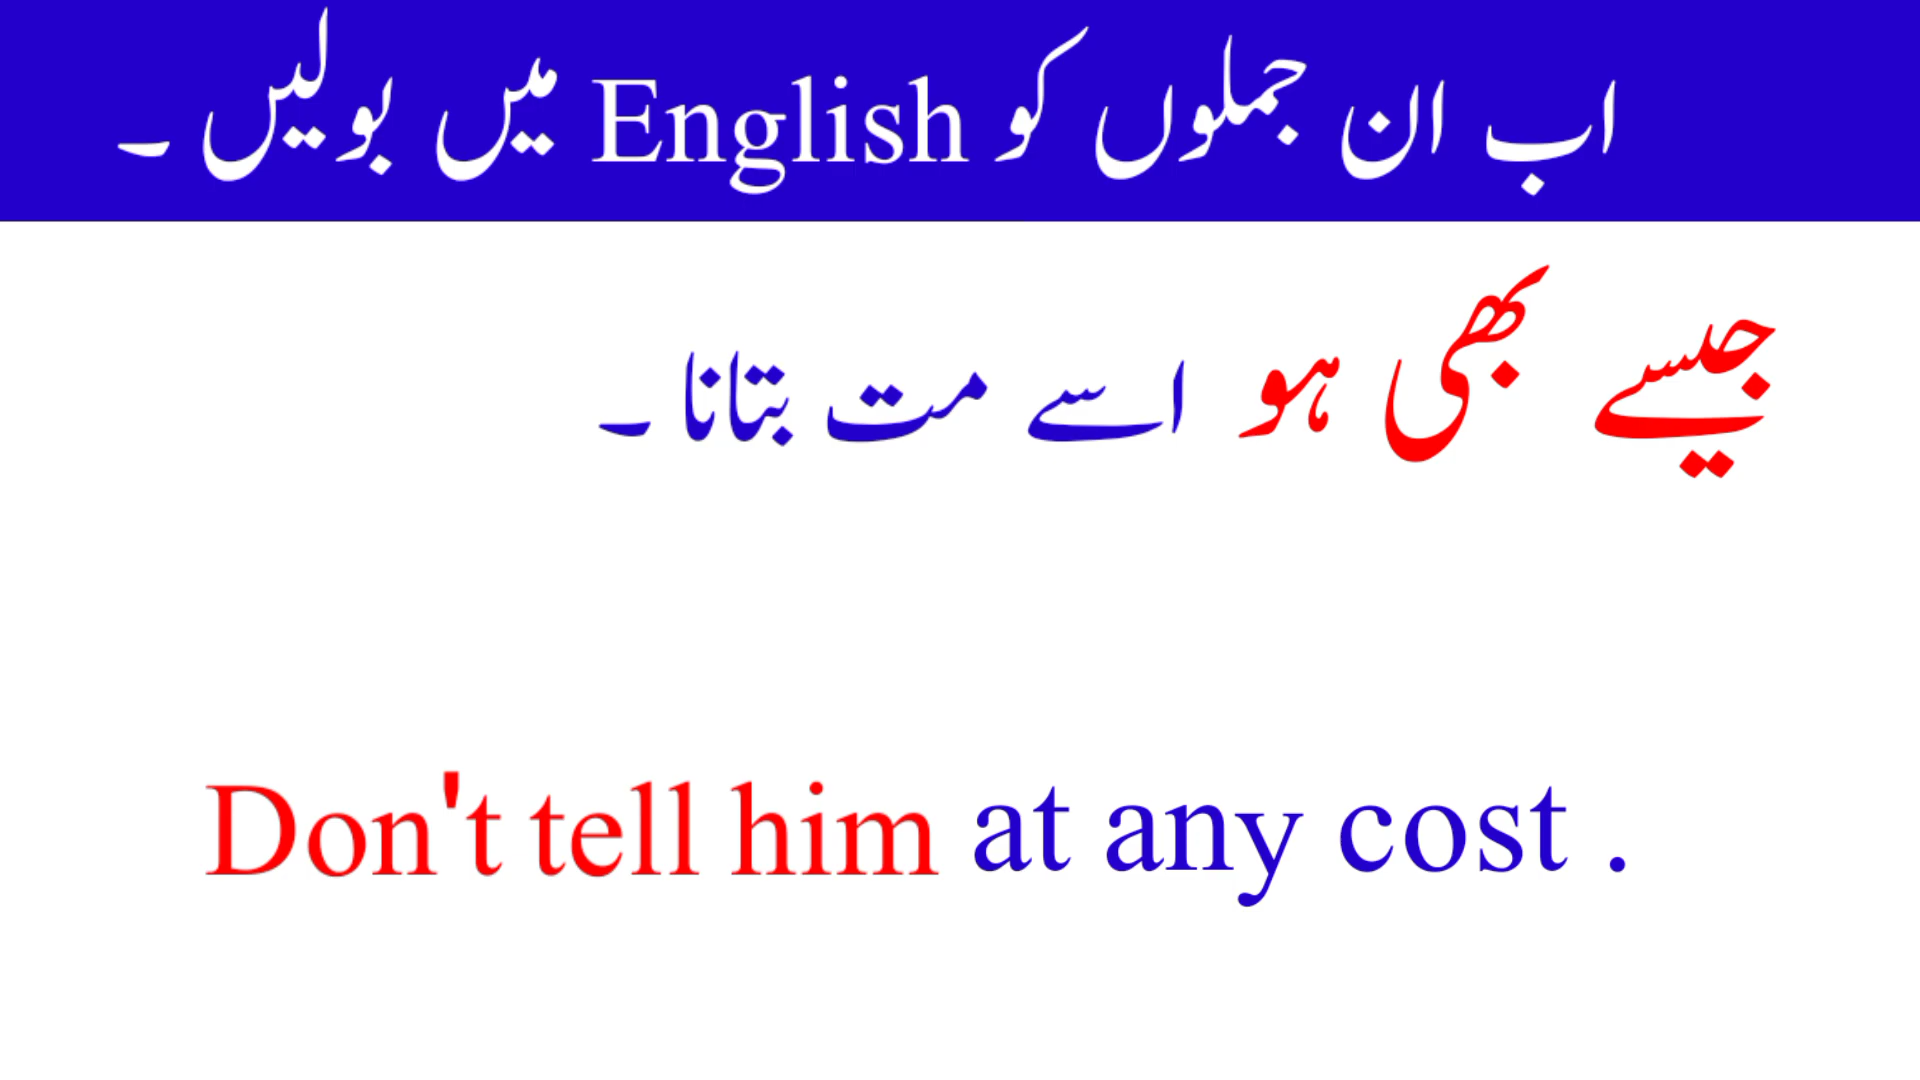 اب ان جملوں کو English میں بولیں ۔
جیسے بھی ہو اسے مت بتانا ۔
Don't tell him at any cost .